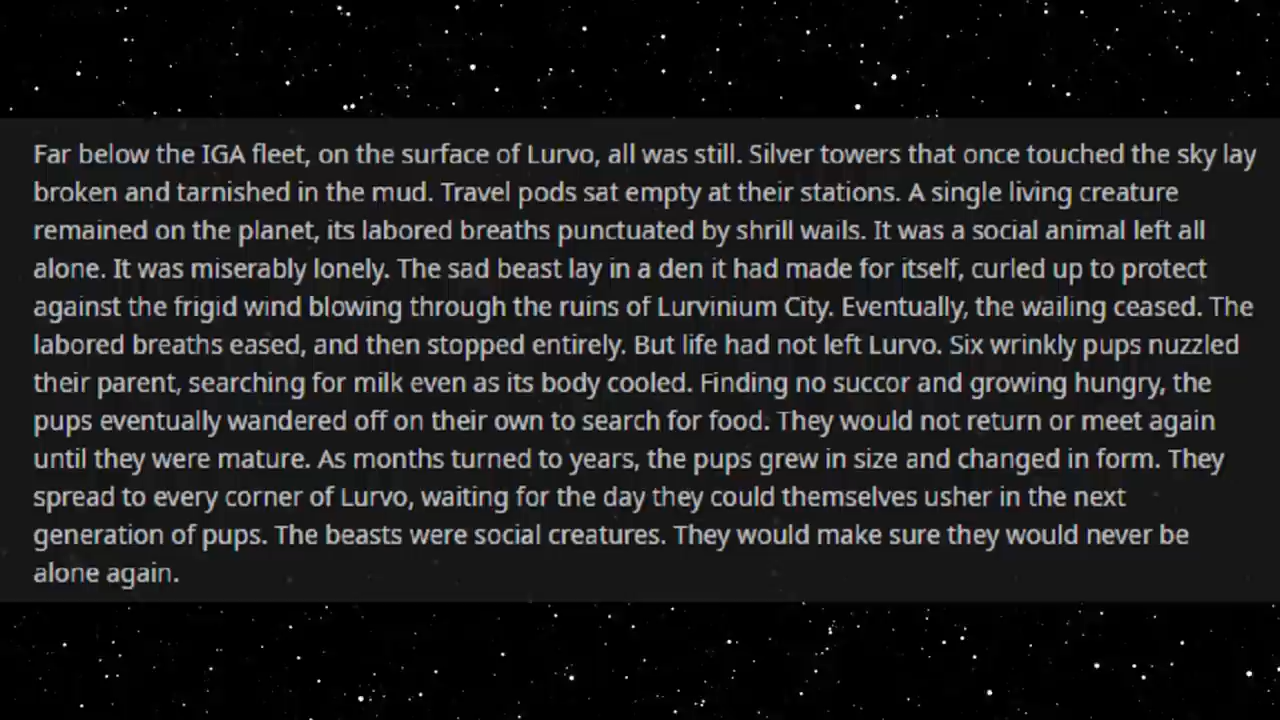 Far below the IGA fleet, on the surface of Lurvo, all was still. Silver towers that once touched the sky lay
broken and tarnished in the mud. Travel pods sat empty at their stations. A single living creature
remained on the planet, its labored breaths punctuated by shrill wails. It was a social animal left all
alone. It was miserably lonely. The sad beast lay in a den it had made for itself, curled up to protect
against the frigid wind blowing through the ruins of Lurvinium City. Eventually, the wailing ceased. The
labored breaths eased, and then stopped entirely. But life had not left Lurvo. Six wrinkly pups nuzzled
their parent, searching for milk even as its body cooled. Finding no succor and growing hungry, the
pups eventually wandered off on their own to search for food. They would not return or meet again
until they were mature. As months turned to years, the pups grew in size and changed in form. They
spread to every corner of Lurvo, waiting for the day they could themselves usher in the next
generation of pups. The beasts were social creatures. They would make sure they would never be
alone again.